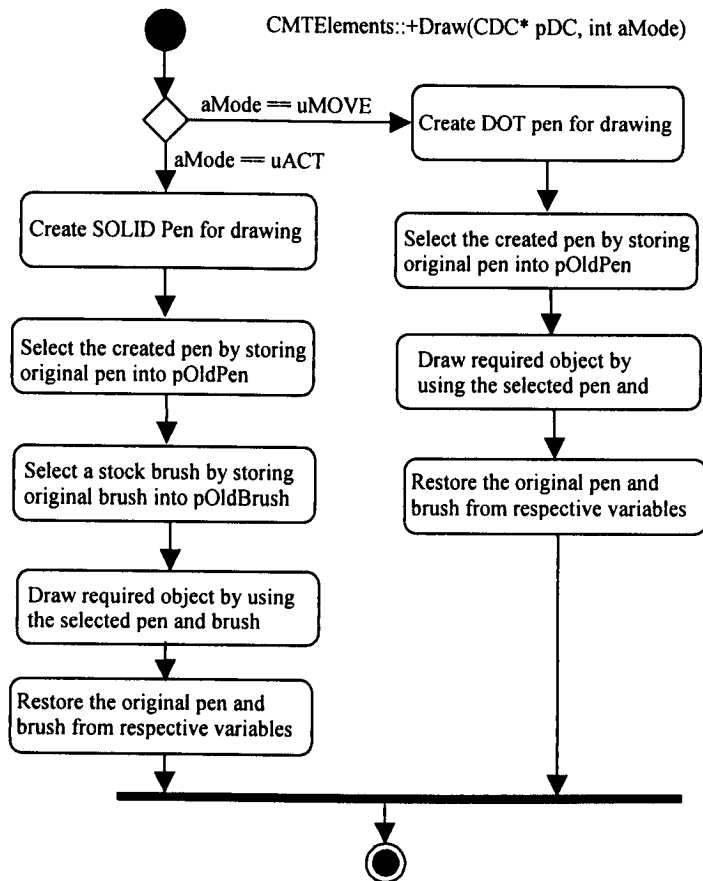 CMTElements::+Draw(CDC* pDC, int aMode)
aMode == uMOVE
Create DOT pen for drawing
aMode == uACT
Create SOLID Pen for drawing
Select the created pen by storing
original pen into pOldPen
Select the created pen by storing
original pen into pOldPen
Draw required object by
using the selected pen and
Select a stock brush by storing
original brush into pOldBrush
Restore the original pen and
brush from respective variables
Draw required object by using
the selected pen and brush
Restore the original pen and
brush from respective variables